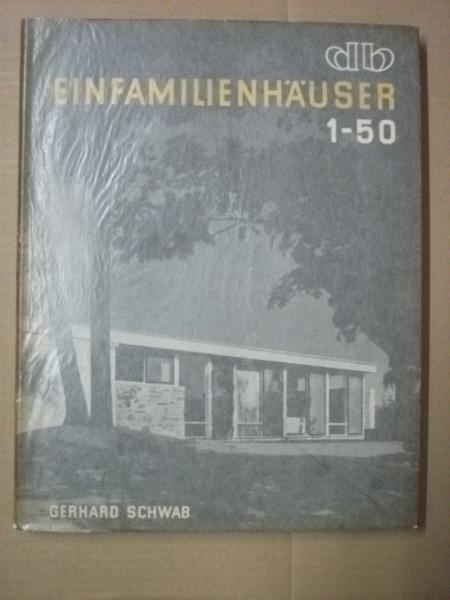 db
EINFAMILIENHÄUSER
1-50
GERHARD SCHWAB